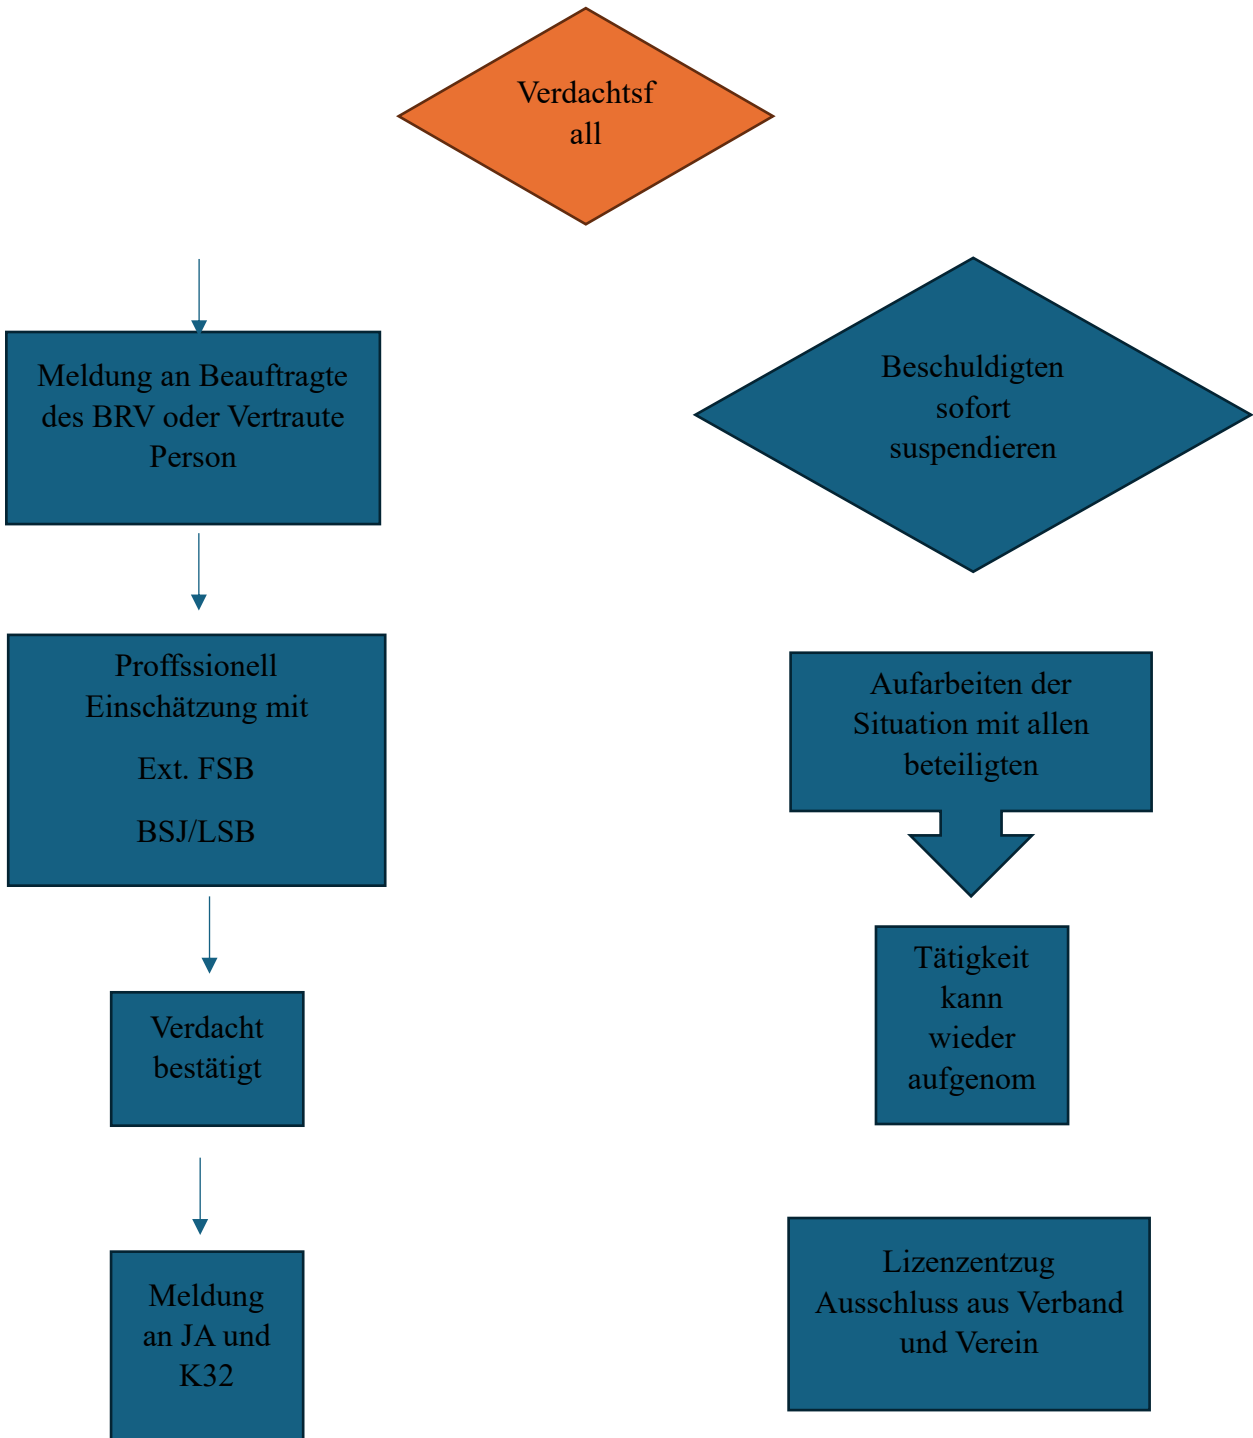 Verdachtsf
all
Meldung an Beauftragte
des BRV oder Vertraute
Person
Proffssionell
Einschätzung mit
Ext. FSB
BSJ/LSB
Verdacht
bestätigt
Meldung
an JA und
K32
Beschuldigten
sofort
suspendieren
Aufarbeiten der
Situation mit allen
beteiligten
Tätigkeit
kann
wieder
aufgenom
Lizenzentzug
Ausschluss aus Verband
und Verein